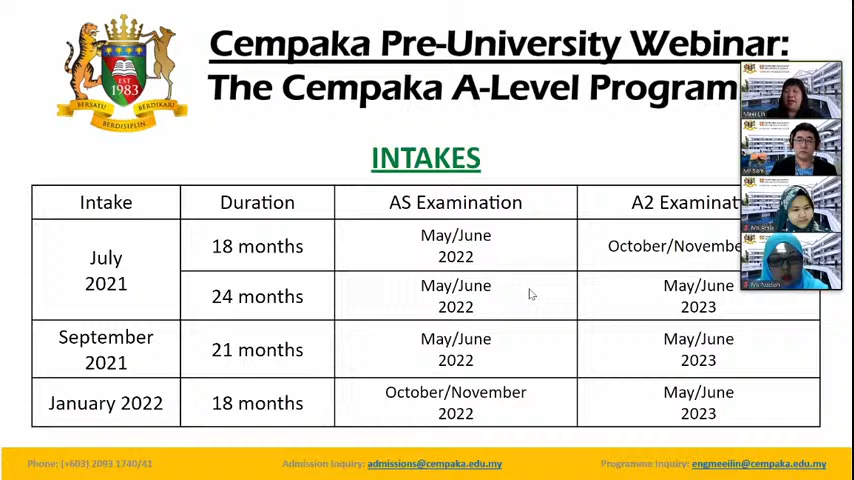 Cempaka Pre-University Webinar:
The Cempaka A-Level Program
EST
1983
BERSATU
BERDIKARI
BERDISIPLIN
INTAKES
Intake Duration AS Examination A2 Examinat
July
2021
18 months
May/June
2022
October/Novembe
24 months
May/June
2022
May/June
2023
September
2021
21 months
May/June
2022
May/June
2023
January 2022
18 months
October/November
2022
May/June
2023
Phone: (+603) 2093 1740/41 Admission Inquiry: admissions@cempaka.edu.my Programme Inquiry: engmeeilin@cempaka.edu.my